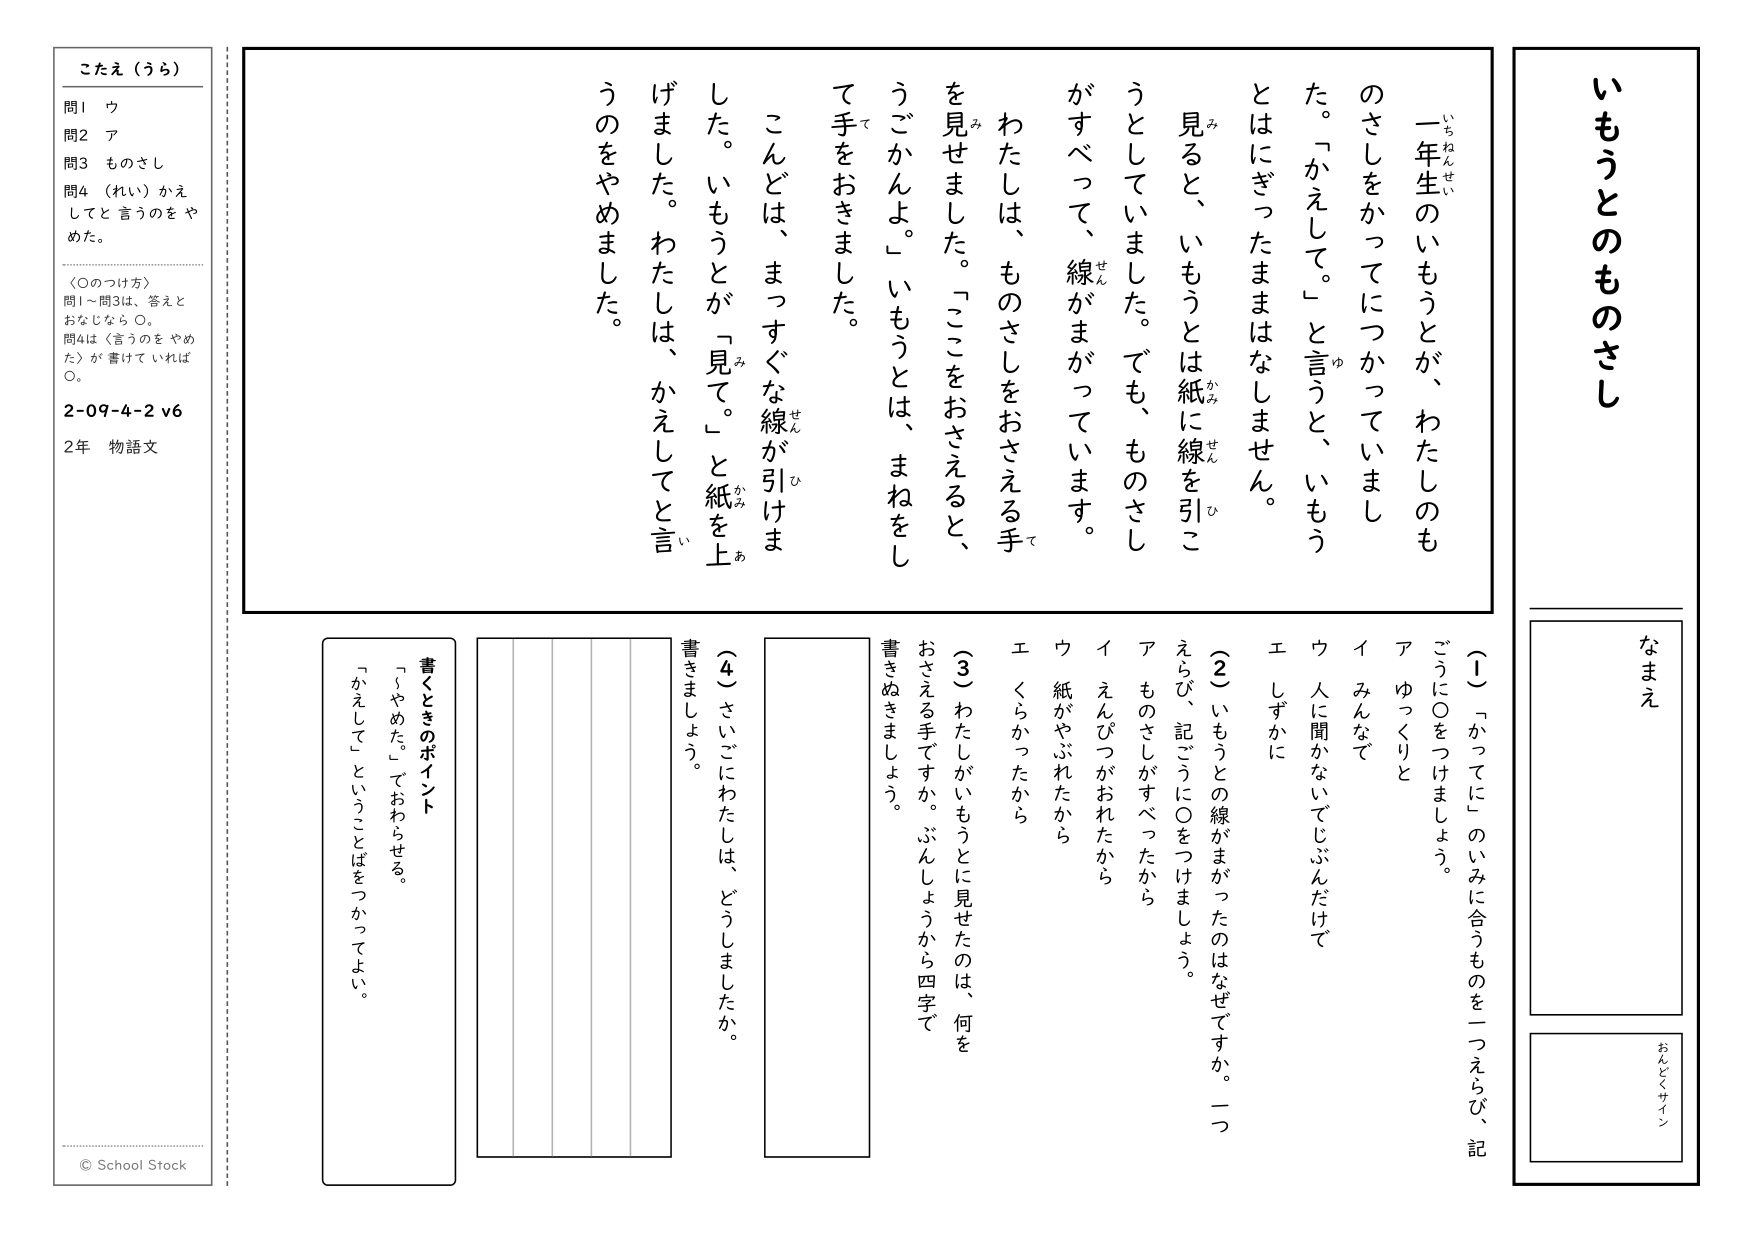 いもうとのものさし
なまえ
おんどくサイン
一年生のいもうとが、わたしのも
のさしをかってにつかっていまし
た。「かえして。」と言うと、いもう
とはにぎったままはなしません。
見ると、いもうとは紙に線を引こ
うとしていました。でも、ものさし
がすべって、線がまがっています。
わたしは、ものさしをおさえる手
を見せました。「ここをおさえると、
うごかんよ。」いもうとは、まねをし
て手をおきました。
こんどは、まっすぐな線が引けま
した。いもうとが「見て。」と紙を上
げました。わたしは、かえしてと言
うのをやめました。
(1)「かってに」のいみに合うものを一つえらび、記
ごうに○をつけましょう。
ア ゆっくりと
イ みんなで
ウ 人に聞かないでじぶんだけで
エ しずかに
(2)いもうとの線がまがったのはなぜですか。一つ
えらび、記ごうに○をつけましょう。
ア ものさしがすべったから
イ えんぴつがおれたから
ウ 紙がやぶれたから
エ くらかったから
(3)わたしがいもうとに見せたのは、何を
おさえる手ですか。ぶんしょうから四字で
書きぬきましょう。
(4)さいごにわたしは、どうしましたか。
書きましょう。
書くときのポイント
「〜やめた。」でおわらせる。
「かえして」ということばをつかってよい。
こたえ（うら）
問1 ウ
問2 ア
問3 ものさし
問4 （れい）かえ
してと 言うのを や
めた。
〈○のつけ方〉
問1〜問3は、答えと
おなじなら ○。
問4は〈言うのを やめ
た〉が 書けて いれば
○。
2-09-4-2 v6
2年 物語文
© School Stock